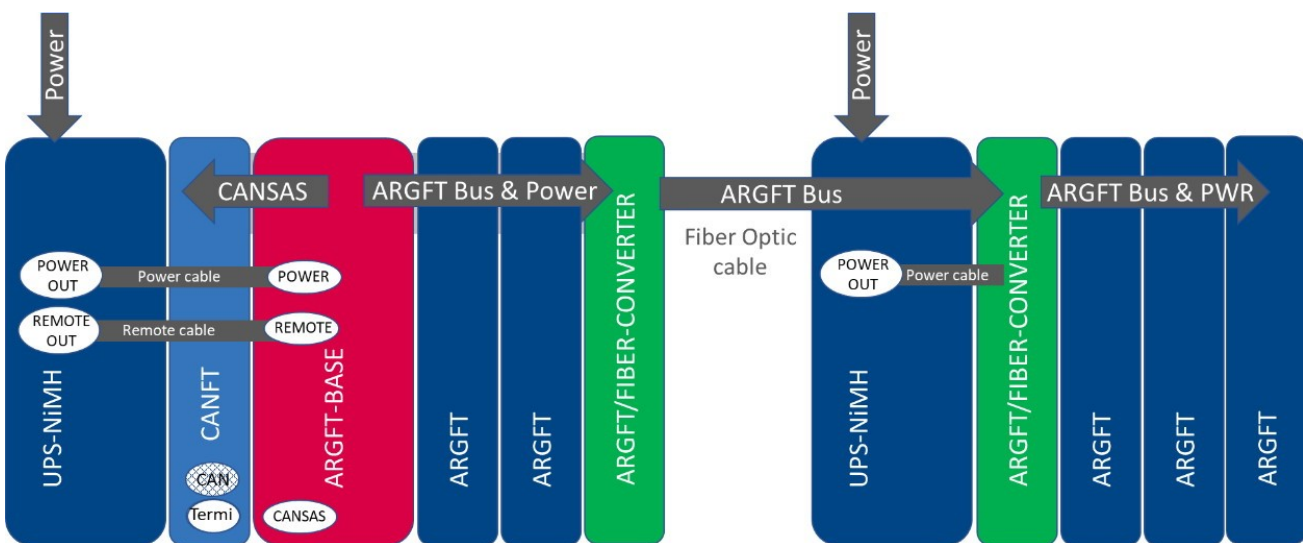 Power
Power
CANSAS
ARGFT Bus & Power
ARGFT Bus
ARGFT Bus & PWR
Fiber Optic
cable
POWER
OUT
Power cable
POWER
REMOTE
OUT
Remote cable
REMOTE
POWER
OUT
Power cable
UPS-NiMH
CANFT
ARGFT-BASE
ARGFT
ARGFT
ARGFT/FIBER-CONVERTER
UPS-NiMH
ARGFT/FIBER-CONVERTER
ARGFT
ARGFT
ARGFT
CAN
Termi
CANSAS